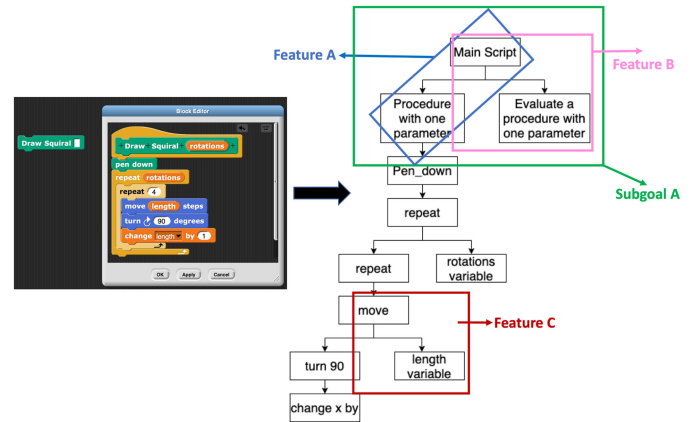 Draw Squiral
Block Editor
+ Draw + Squiral + rotations +
pen down
repeat rotations
repeat 4
move length steps
turn 90 degrees
change length by 1
OK Apply Cancel
Feature A
Main Script
Feature B
Procedure
with one
parameter
Evaluate a
procedure with
one parameter
Pen_down
Subgoal A
repeat
repeat
rotations
variable
move
Feature C
turn 90
length
variable
change x by